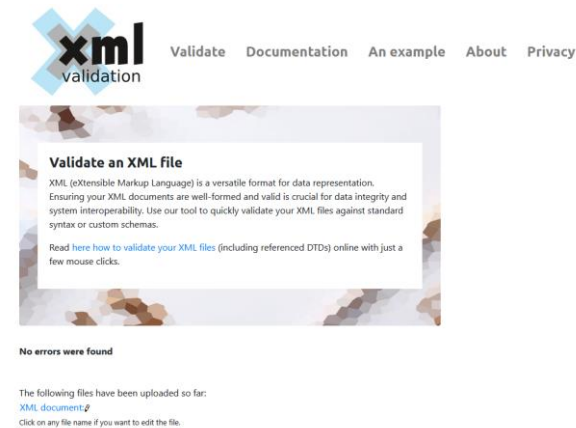 xml
validation
Validate Documentation An example About Privacy
Validate an XML file
XML (eXtensible Markup Language) is a versatile format for data representation.
Ensuring your XML documents are well-formed and valid is crucial for data integrity and
system interoperability. Use our tool to quickly validate your XML files against standard
syntax or custom schemas.
Read here how to validate your XML files (including referenced DTDs) online with just a
few mouse clicks.
No errors were found
The following files have been uploaded so far:
XML document:
Click on any file name if you want to edit the file.